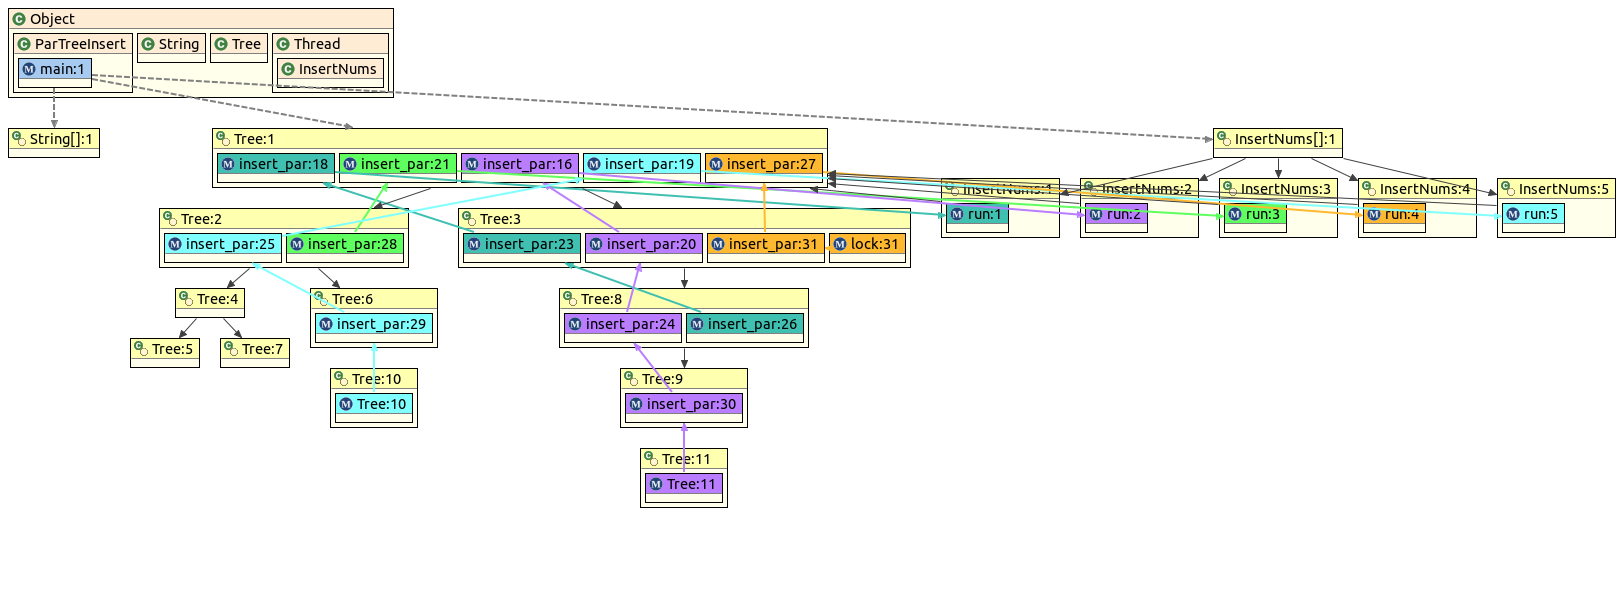 Object
ParTreeInsert String Tree Thread
main:1 InsertNums
String[]:1 Tree:1 InsertNums[]:1
insert_par:18 insert_par:21 insert_par:16 insert_par:19 insert_par:27
InsertNums:1 InsertNums:2 InsertNums:3 InsertNums:4 InsertNums:5
run:1 run:2 run:3 run:4 run:5
Tree:2 Tree:3
insert_par:25 insert_par:28 insert_par:23 insert_par:20 insert_par:31 lock:31
Tree:4 Tree:6 Tree:8
insert_par:29 insert_par:24 insert_par:26
Tree:5 Tree:7
Tree:10 Tree:9
Tree:10 insert_par:30
Tree:11
Tree:11